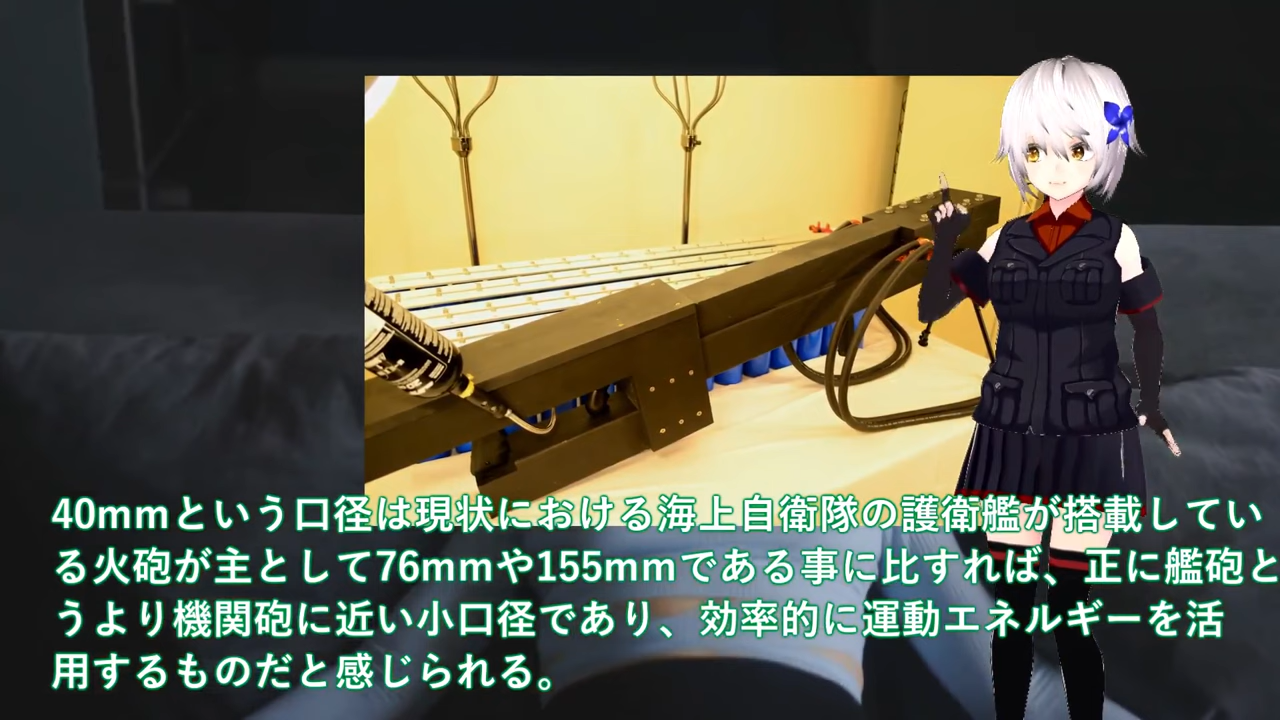 40mmという口径は現状における海上自衛隊の護衛艦が搭載してい
る火砲が主として76mmや155mmである事に比すれば、正に艦砲と
うより機関砲に近い小口径であり、効率的に運動エネルギーを活
用するものだと感じられる。